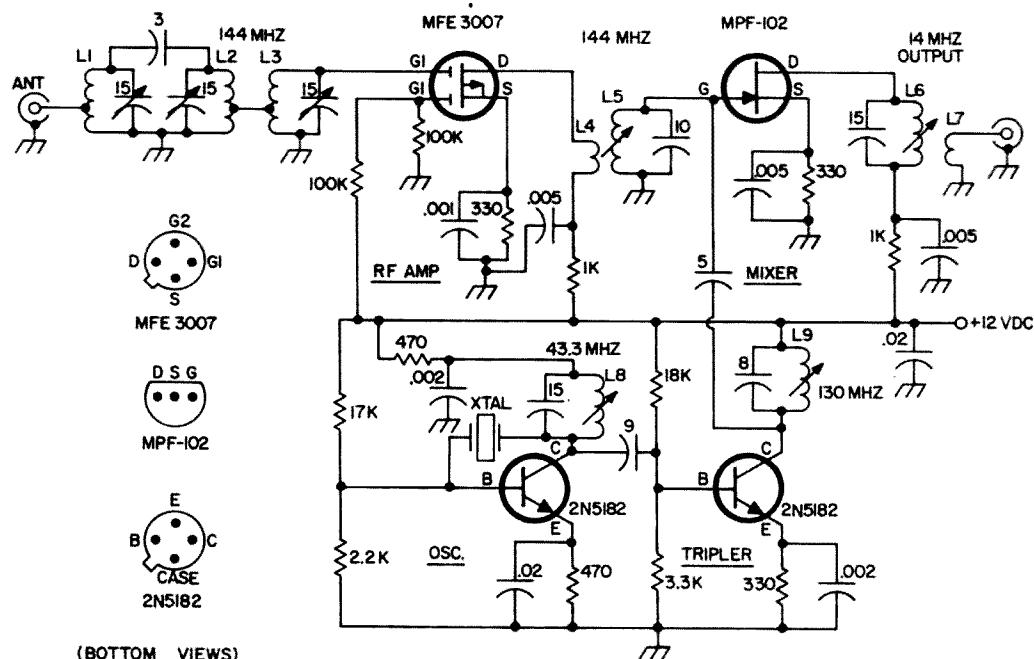 MFE 3007
MPF-102
3
144 MHZ
144 MHZ
14 MHZ
OUTPUT
L1
L2
L3
ANT
15
15
15
G1
G1
D
S
100K
100K
L4
L5
10
G
D
S
15
L6
L7
.001
330
.005
.005
330
1K
1K
.005
RF AMP
5
MIXER
G2
D
G1
S
MFE 3007
+12 VDC
.02
470
43.3 MHZ
.002
15
L8
18K
8
L9
130 MHZ
D S G
MPF-102
17K
XTAL
9
C
C
B
B
2N5182
2N5182
E
E
E
B
C
CASE
2N5182
2.2K
OSC.
.02
470
3.3K
TRIPLER
330
.002
(BOTTOM VIEWS)